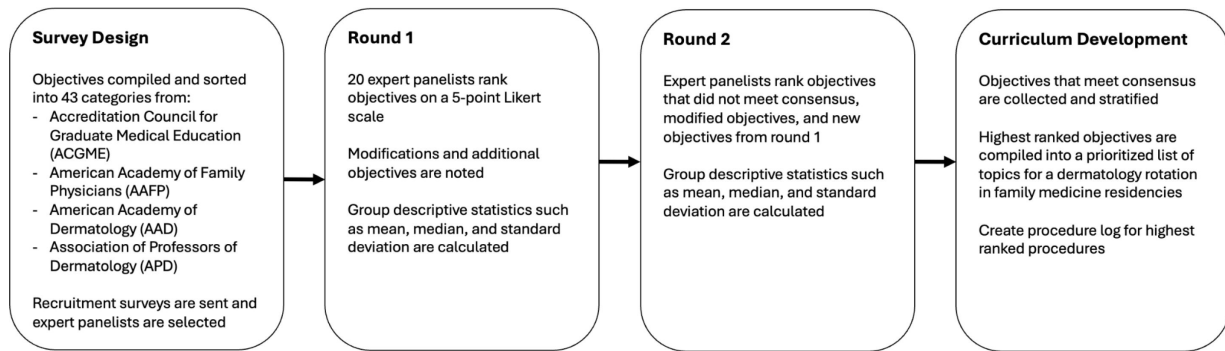 Survey Design
Objectives compiled and sorted
into 43 categories from:
- Accreditation Council for
Graduate Medical Education
(ACGME)
- American Academy of Family
Physicians (AAFP)
- American Academy of
Dermatology (AAD)
- Association of Professors of
Dermatology (APD)
Recruitment surveys are sent and
expert panelists are selected
Round 1
20 expert panelists rank
objectives on a 5-point Likert
scale
Modifications and additional
objectives are noted
Group descriptive statistics such
as mean, median, and standard
deviation are calculated
Round 2
Expert panelists rank objectives
that did not meet consensus,
modified objectives, and new
objectives from round 1
Group descriptive statistics such
as mean, median, and standard
deviation are calculated
Curriculum Development
Objectives that meet consensus
are collected and stratified
Highest ranked objectives are
compiled into a prioritized list of
topics for a dermatology rotation
in family medicine residencies
Create procedure log for highest
ranked procedures